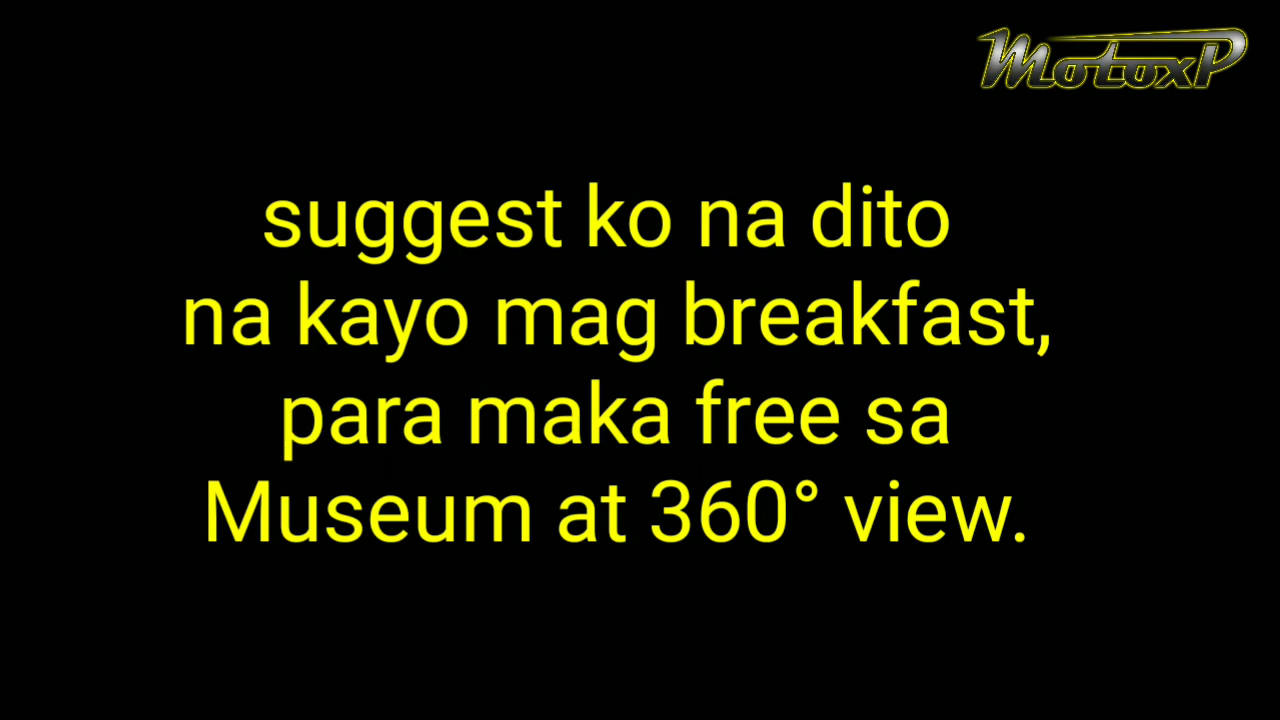 MotoxP
suggest ko na dito
na kayo mag breakfast,
para maka free sa
Museum at 360° view.